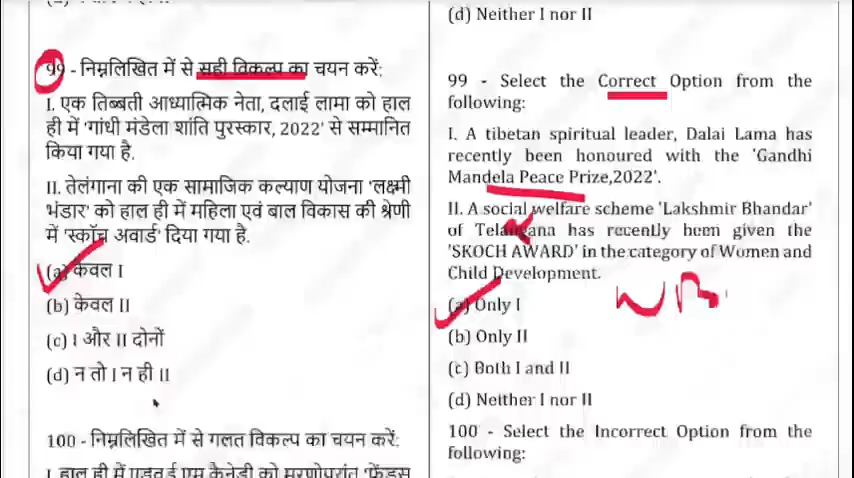 99 - निम्नलिखित में से सही विकल्प का चयन करें:
I. एक तिब्बती आध्यात्मिक नेता, दलाई लामा को हाल
ही में 'गांधी मंडेला शांति पुरस्कार, 2022' से सम्मानित
किया गया है.
II. तेलंगाना की एक सामाजिक कल्याण योजना 'लक्ष्मी
भंडार' को हाल ही में महिला एवं बाल विकास की श्रेणी
में 'स्कॉच अवार्ड' दिया गया है.
(a) केवल I
(b) केवल II
(c) I और II दोनों
(d) न तो I न ही II
100 - निम्नलिखित में से गलत विकल्प का चयन करें:
I. हाल ही में एडवर्ड एम कैनेडी को मरणोपरांत 'फ्रेंड्स
(d) Neither I nor II
99 - Select the Correct Option from the
following:
I. A tibetan spiritual leader, Dalai Lama has
recently been honoured with the 'Gandhi
Mandela Peace Prize,2022'.
II. A social welfare scheme 'Lakshmir Bhandar'
of Telangana has recently been given the
'SKOCH AWARD' in the category of Women and
Child Development.
WB
(a) Only I
(b) Only II
(c) Both I and II
(d) Neither I nor II
100 - Select the Incorrect Option from the
following: